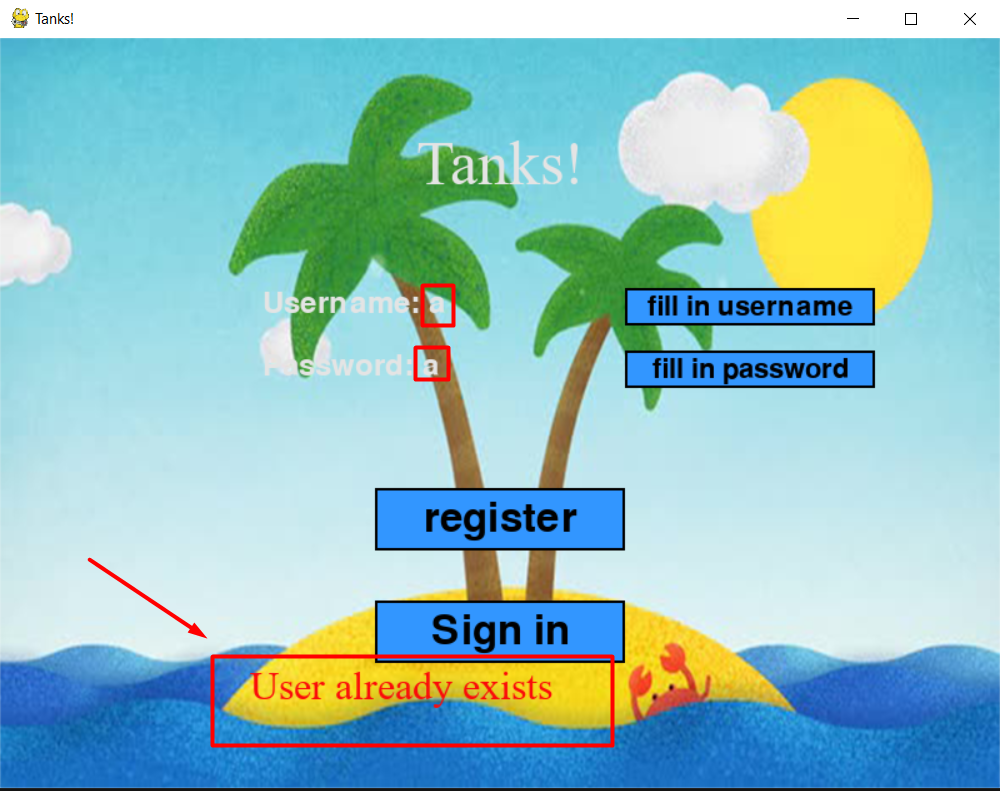 Tanks!
Tanks!
Username: a
fill in username
Password: a
fill in password
register
Sign in
User already exists